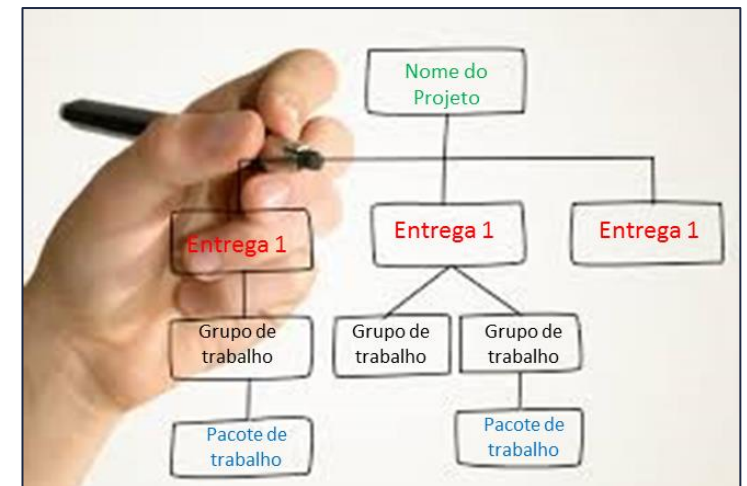 Nome do
Projeto
Entrega 1
Entrega 1
Entrega 1
Grupo de
trabalho
Grupo de
trabalho
Grupo de
trabalho
Pacote de
trabalho
Pacote de
trabalho